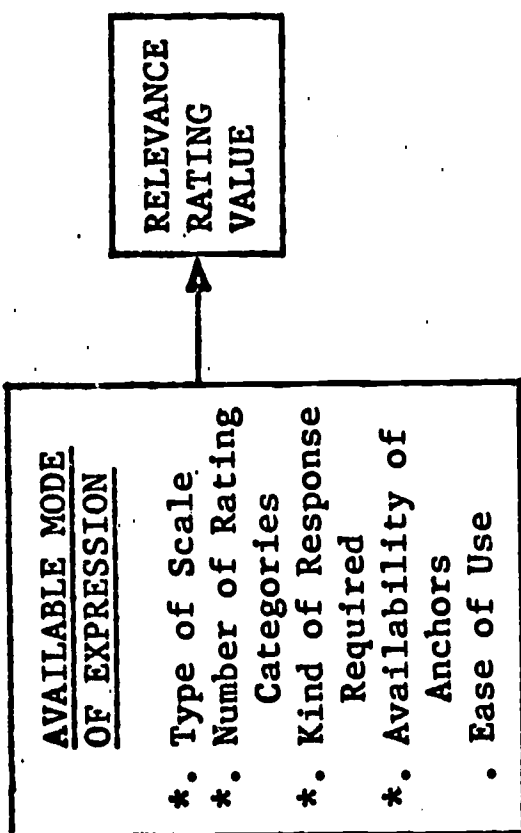 AVAILABLE MODE
OF EXPRESSION
*. Type of Scale
*. Number of Rating
Categories
*. Kind of Response
Required
*. Availability of
Anchors
. Ease of Use
RELEVANCE
RATING
VALUE